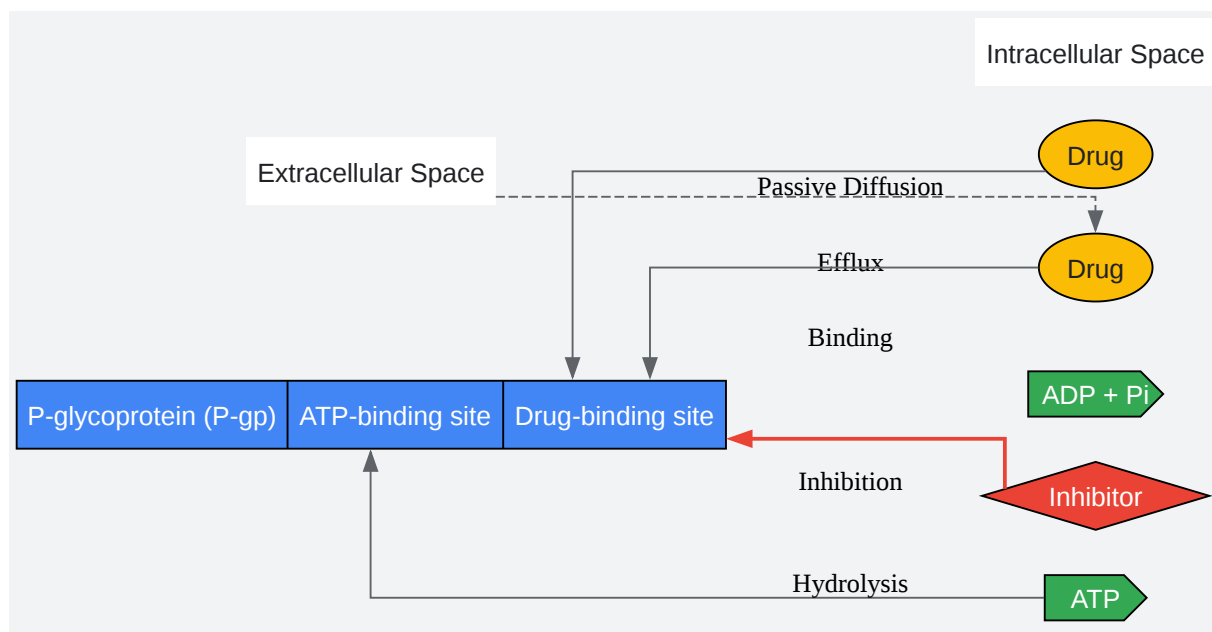 Intracellular Space
Drug
Extracellular Space
Passive Diffusion
Efflux
Drug
Binding
P-glycoprotein (P-gp)
ATP-binding site
Drug-binding site
ADP + Pi
Inhibition
Inhibitor
Hydrolysis
ATP